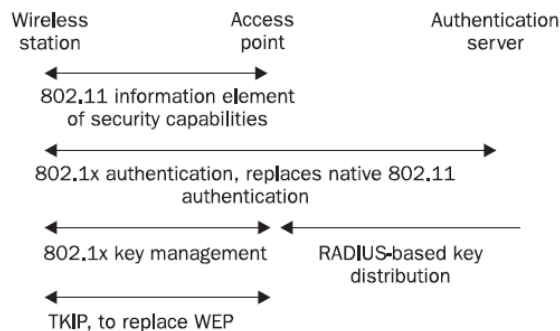 Wireless station
Access point
Authentication server
802.11 information element
of security capabilities
802.1x authentication, replaces native 802.11
authentication
802.1x key management
RADIUS-based key
distribution
TKIP, to replace WEP